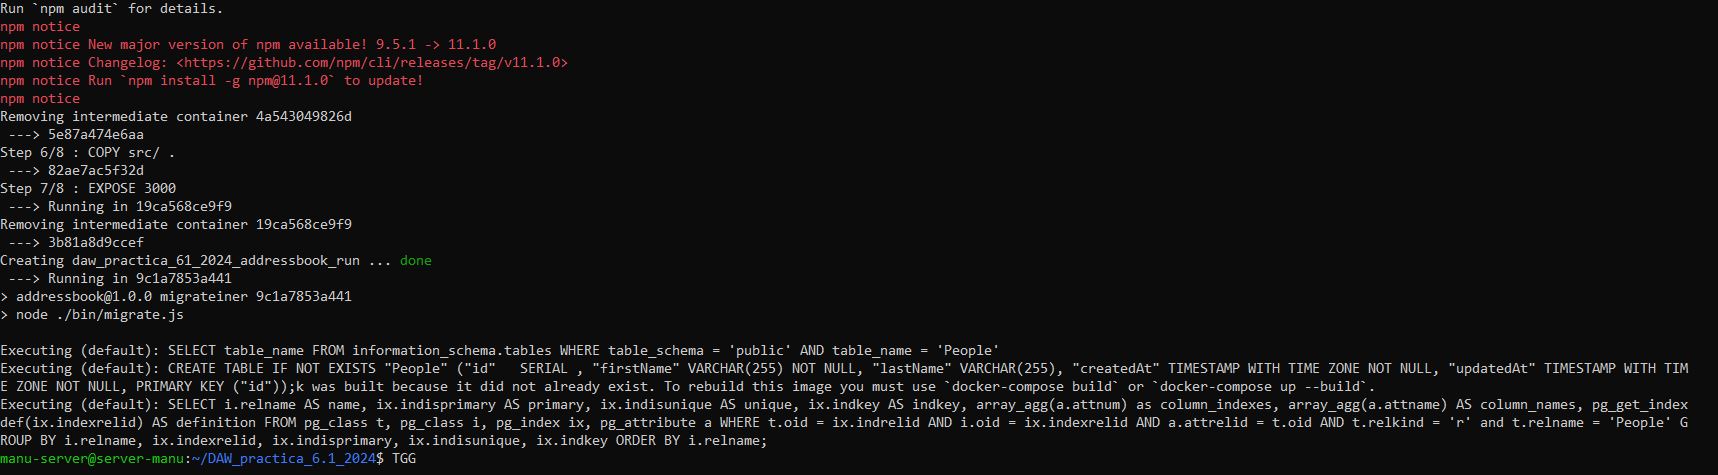 Run `npm audit` for details.
npm notice
npm notice New major version of npm available! 9.5.1 -> 11.1.0
npm notice Changelog: <https://github.com/npm/cli/releases/tag/v11.1.0>
npm notice Run `npm install -g npm@11.1.0` to update!
npm notice
Removing intermediate container 4a543049826d
 ---> 5e87a474e6aa
Step 6/8 : COPY src/ .
 ---> 82ae7ac5f32d
Step 7/8 : EXPOSE 3000
 ---> Running in 19ca568ce9f9
Removing intermediate container 19ca568ce9f9
 ---> 3b81a8d9ccef
Creating daw_practica_61_2024_addressbook_run ... done
 ---> Running in 9c1a7853a441
> addressbook@1.0.0 migrateiner 9c1a7853a441
> node ./bin/migrate.js

Executing (default): SELECT table_name FROM information_schema.tables WHERE table_schema = 'public' AND table_name = 'People'
Executing (default): CREATE TABLE IF NOT EXISTS "People" ("id"   SERIAL , "firstName" VARCHAR(255) NOT NULL, "lastName" VARCHAR(255), "createdAt" TIMESTAMP WITH TIME ZONE NOT NULL, "updatedAt" TIMESTAMP WITH TIM
E ZONE NOT NULL, PRIMARY KEY ("id"));k was built because it did not already exist. To rebuild this image you must use `docker-compose build` or `docker-compose up --build`.
Executing (default): SELECT i.relname AS name, ix.indisprimary AS primary, ix.indisunique AS unique, ix.indkey AS indkey, array_agg(a.attnum) as column_indexes, array_agg(a.attname) AS column_names, pg_get_index
def(ix.indexrelid) AS definition FROM pg_class t, pg_class i, pg_index ix, pg_attribute a WHERE t.oid = ix.indrelid AND i.oid = ix.indexrelid AND a.attrelid = t.oid AND t.relkind = 'r' and t.relname = 'People' G
ROUP BY i.relname, ix.indexrelid, ix.indisprimary, ix.indisunique, ix.indkey ORDER BY i.relname;
manu-server@server-manu:~/DAW_practica_6.1_2024$ TGG